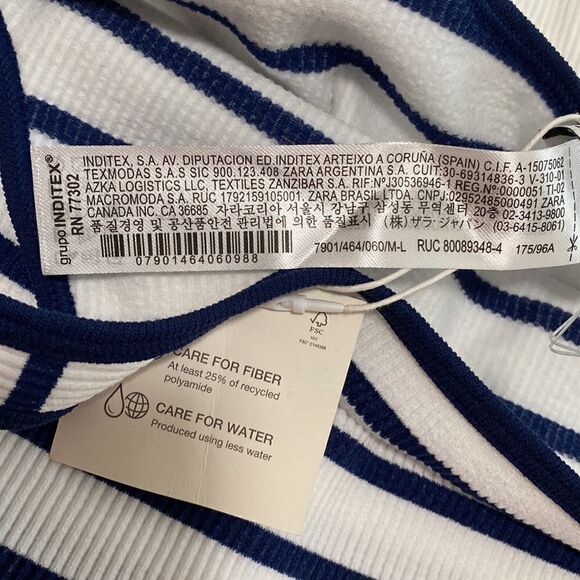 grupo INDITEX®
RN 77302
INDITEX, S.A. AV. DIPUTACION ED.INDITEX ARTEIXO A CORUÑA (SPAIN) C.I.F. A-15075062
TEXMODAS S.A.S SIC 900.123.408 ZARA ARGENTINA S.A. CUIT: 30-69314836-3 V-310-01
AZKA LOGISTICS LLC, TEXTILES ZANZIBAR S.A. RIF:NºJ30536946-1 REG.Nº:0000051 TI-02
MACROMODA S.A. RUC 1792159105001. ZARA BRASIL LTDA. CNPJ:02952485000491 ZARA
CANADA INC. CA 36685 자라코리아 서울시 강남구 삼성동 무역센터 20층 02-3413-9800
품질경영 및 공산품안전 관리법에 의한 품질표시 (株) ザラ・ジャパン (03-6415-8061)
7901/464/060/M-L RUC 80089348-4 175/96A
07901464060988
FSC
MIX
CARE FOR FIBER
At least 25% of recycled
polyamide
CARE FOR WATER
Produced using less water